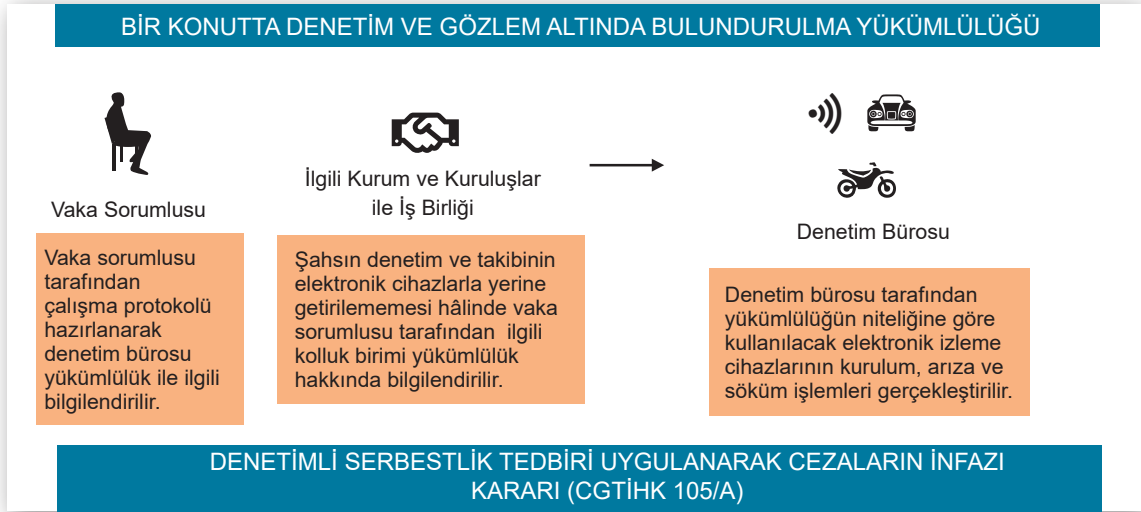 BİR KONUTTA DENETİM VE GÖZLEM ALTINDA BULUNDURULMA YÜKÜMLÜLÜĞÜ
Vaka Sorumlusu
Vaka sorumlusu
tarafından
çalışma protokolü
hazırlanarak
denetim bürosu
yükümlülük ile ilgili
bilgilendirilir.
İlgili Kurum ve Kuruluşlar
ile İş Birliği
Şahsın denetim ve takibinin
elektronik cihazlarla yerine
getirilememesi hâlinde vaka
sorumlusu tarafından ilgili
kolluk birimi yükümlülük
hakkında bilgilendirilir.
Denetim Bürosu
Denetim bürosu tarafından
yükümlülüğün niteliğine göre
kullanılacak elektronik izleme
cihazlarının kurulum, arıza ve
söküm işlemleri gerçekleştirilir.
DENETİMLİ SERBESTLİK TEDBİRİ UYGULANARAK CEZALARIN İNFAZI
KARARI (CGTİHK 105/A)